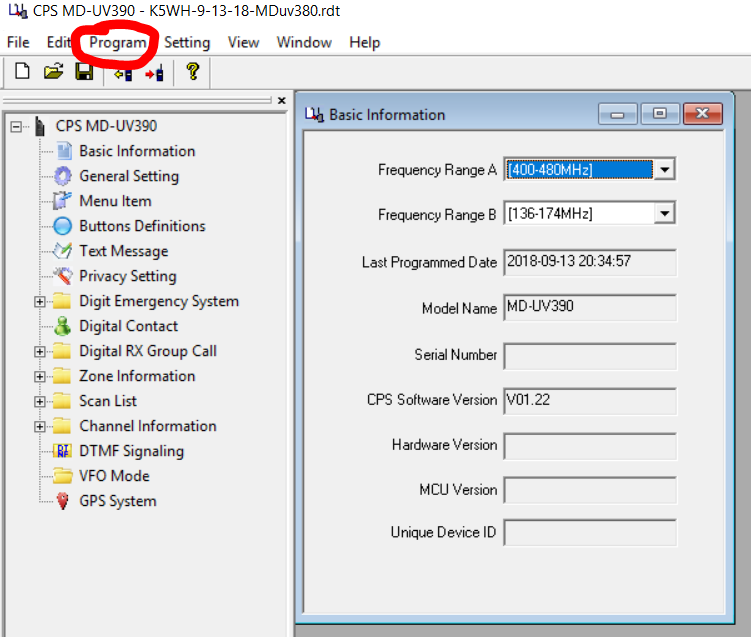 CPS MD-UV390 - K5WH-9-13-18-MDuv380.rdt
File Edit Program Setting View Window Help
CPS MD-UV390
Basic Information
General Setting
Menu Item
Buttons Definitions
Text Message
Privacy Setting
Digit Emergency System
Digital Contact
Digital RX Group Call
Zone Information
Scan List
Channel Information
DTMF Signaling
VFO Mode
GPS System
Basic Information
Frequency Range A [400-480MHz]
Frequency Range B [136-174MHz]
Last Programmed Date 2018-09-13 20:34:57
Model Name MD-UV390
Serial Number
CPS Software Version V01.22
Hardware Version
MCU Version
Unique Device ID